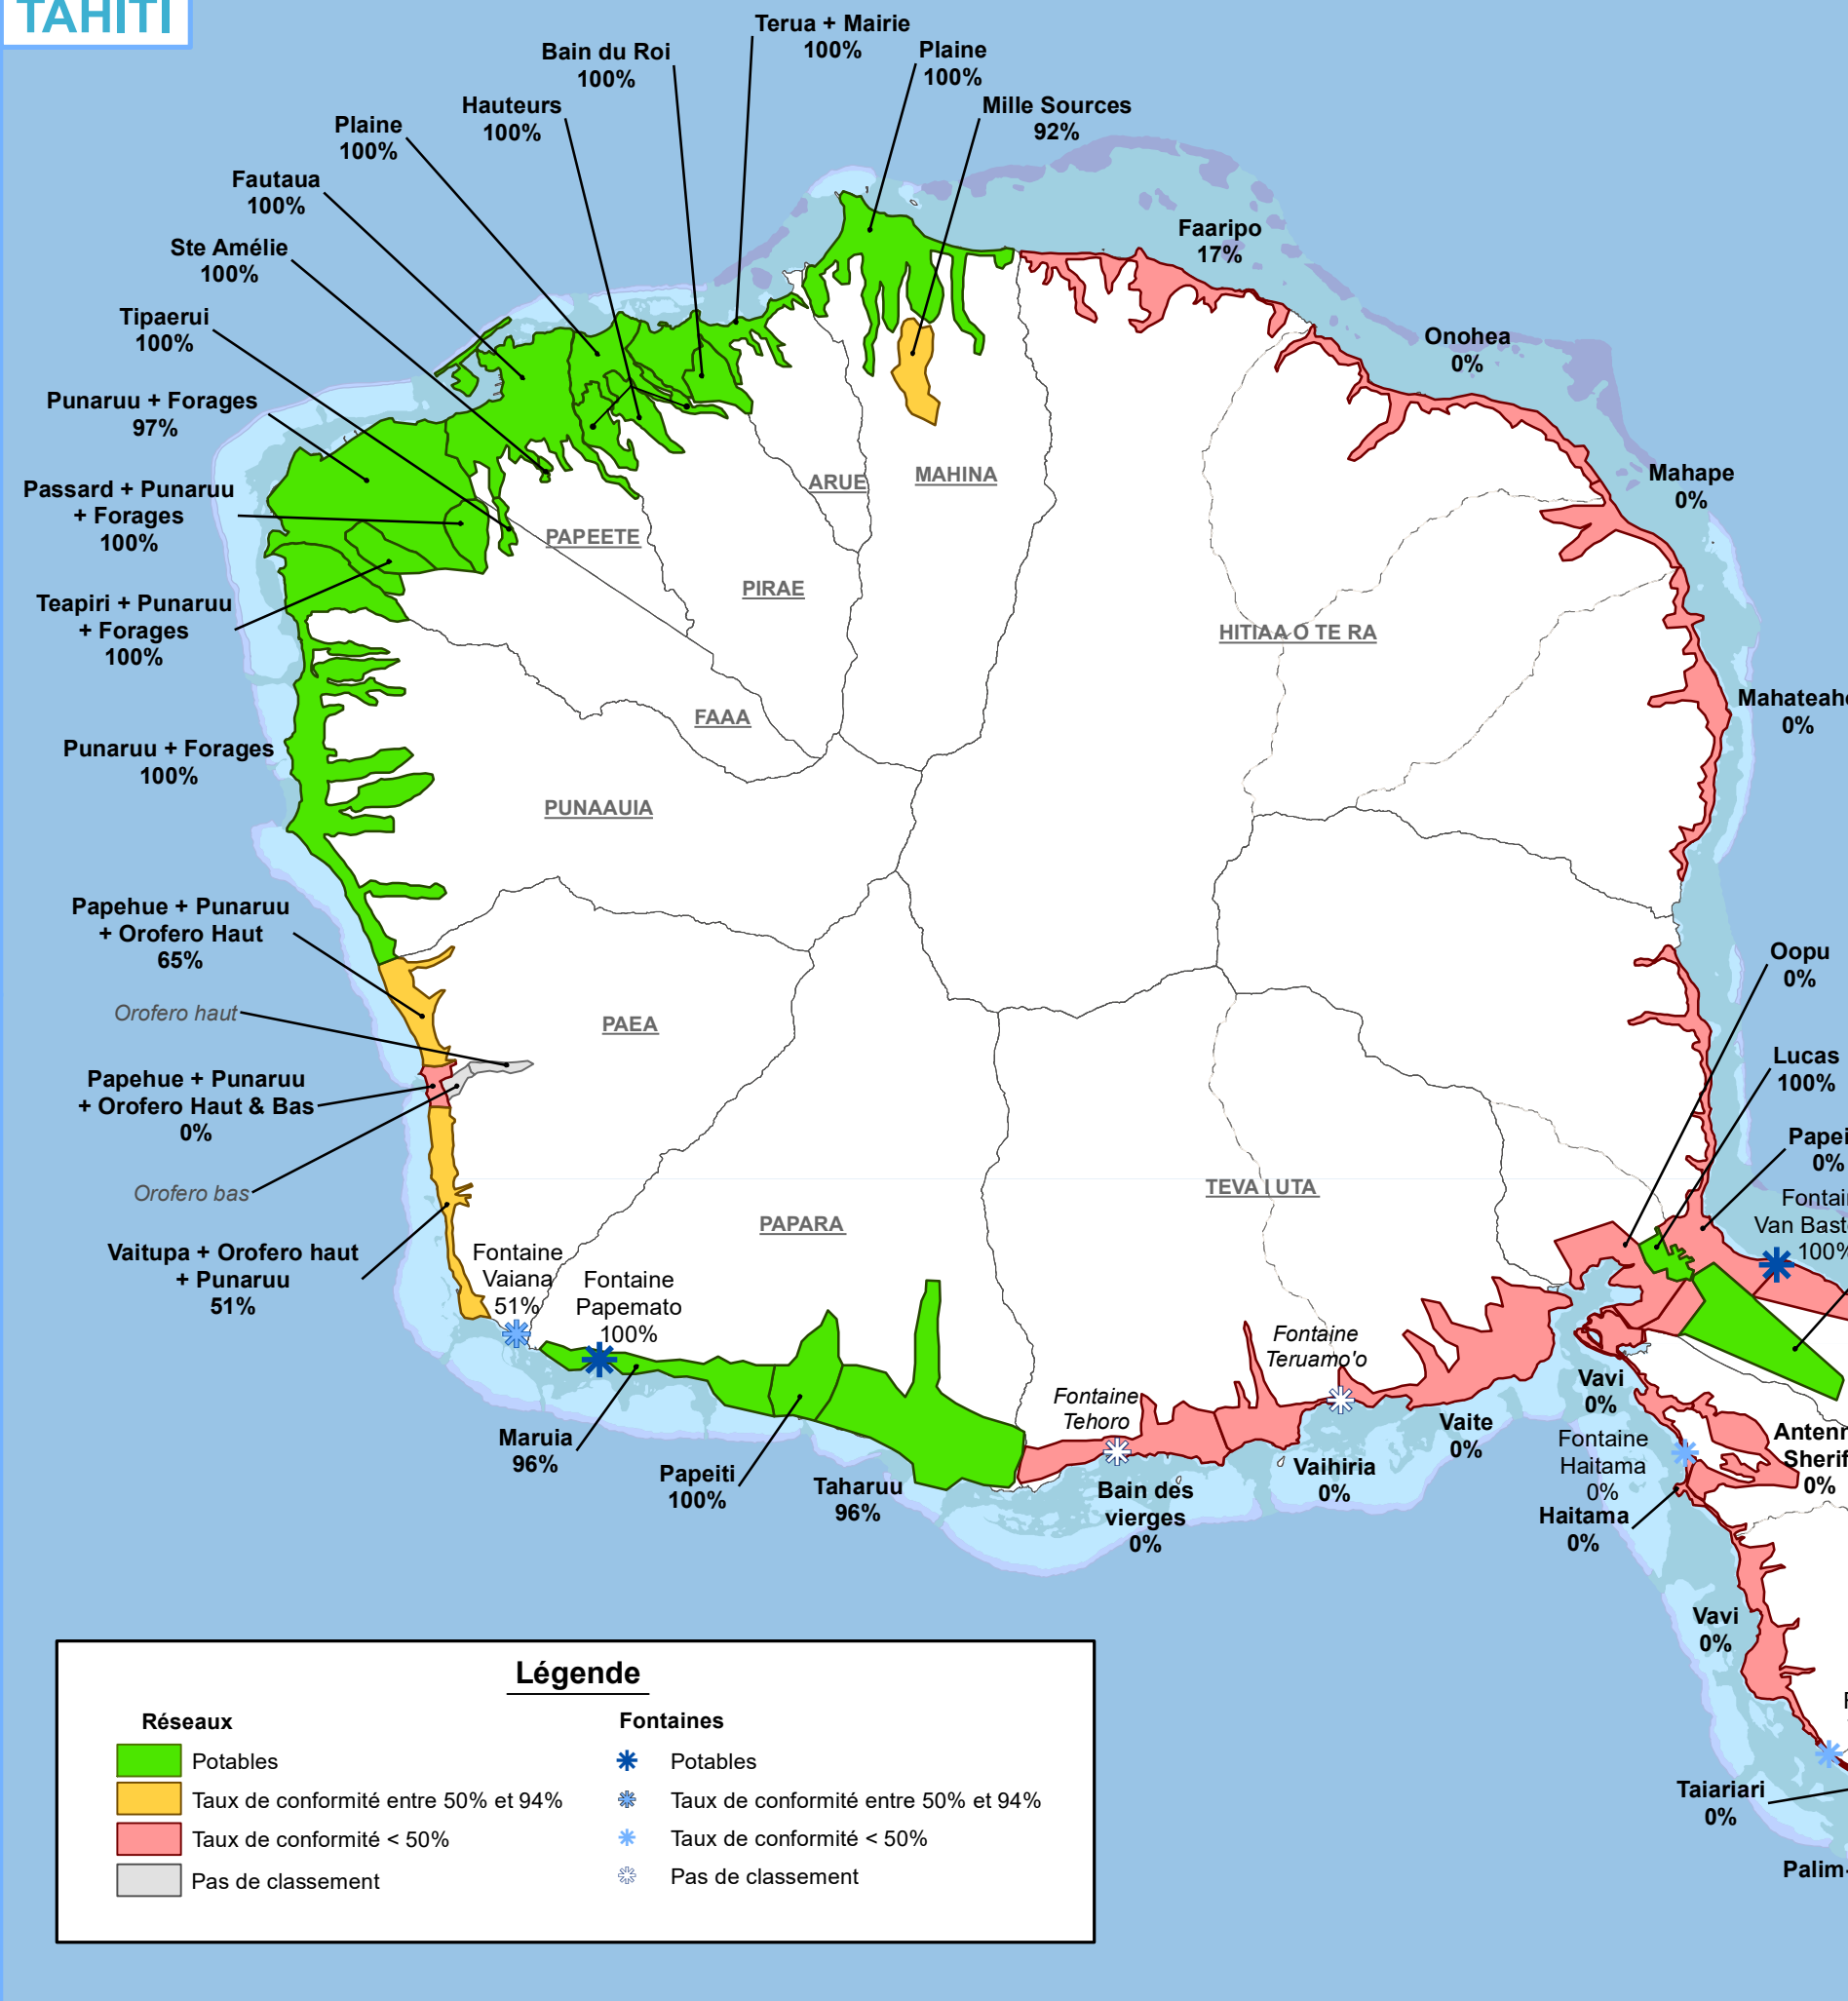 TAHITI
Terua + Mairie
100%
Bain du Roi
100%
Plaine
100%
Hauteurs
100%
Mille Sources
92%
Plaine
100%
Fautaua
100%
Ste Amélie
100%
Tipaerui
100%
Punaruu + Forages
97%
Passard + Punaruu
+ Forages
100%
Teapiri + Punaruu
+ Forages
100%
Punaruu + Forages
100%
Papehue + Punaruu
+ Orofero Haut
65%
Orofero haut
Papehue + Punaruu
+ Orofero Haut & Bas
0%
Orofero bas
Vaitupa + Orofero haut
+ Punaruu
51%
Faaripo
17%
Onohea
0%
Mahape
0%
Mahateah
0%
ARUE
MAHINA
PAPEETE
PIRAE
HITIAA O TE RA
FAAA
PUNAAUIA
PAEA
PAPARA
TEVA I UTA
Oopu
0%
Lucas
100%
Papei
0%
Fontai
Van Bast
100%
Fontaine
Vaiana
51%
Fontaine
Papemato
100%
Fontaine
Teruamo'o
Fontaine
Tehoro
Maruia
96%
Papeiti
100%
Taharuu
96%
Bain des
vierges
0%
Vaihiria
0%
Vaite
0%
Vavi
0%
Fontaine
Haitama
0%
Haitama
0%
Antenn
Sherif
0%
Vavi
0%
Taiariari
0%
Palim-
Légende
Réseaux
Potables
Taux de conformité entre 50% et 94%
Taux de conformité < 50%
Pas de classement
Fontaines
Potables
Taux de conformité entre 50% et 94%
Taux de conformité < 50%
Pas de classement